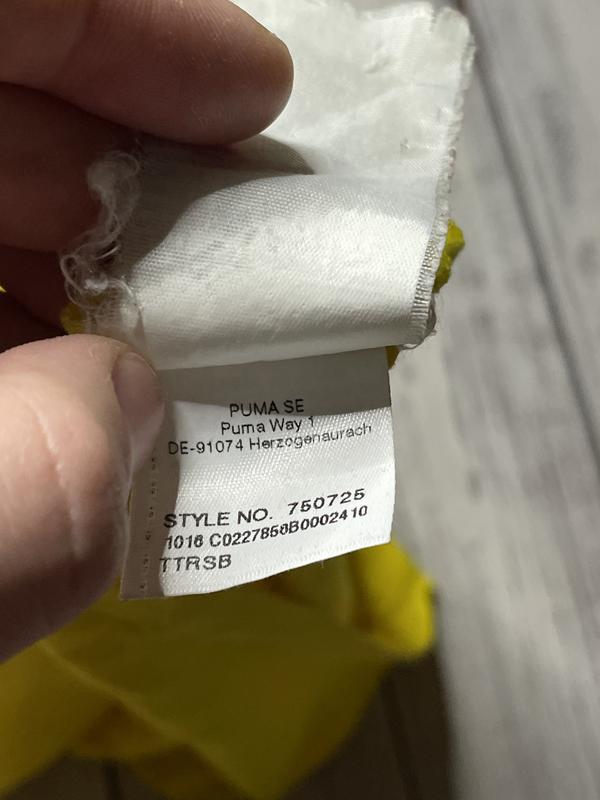 PUMA SE
Puma Way 1
DE-91074 Herzogenaurach
STYLE NO. 750725
1016 C0227858B0002410
TTRSB